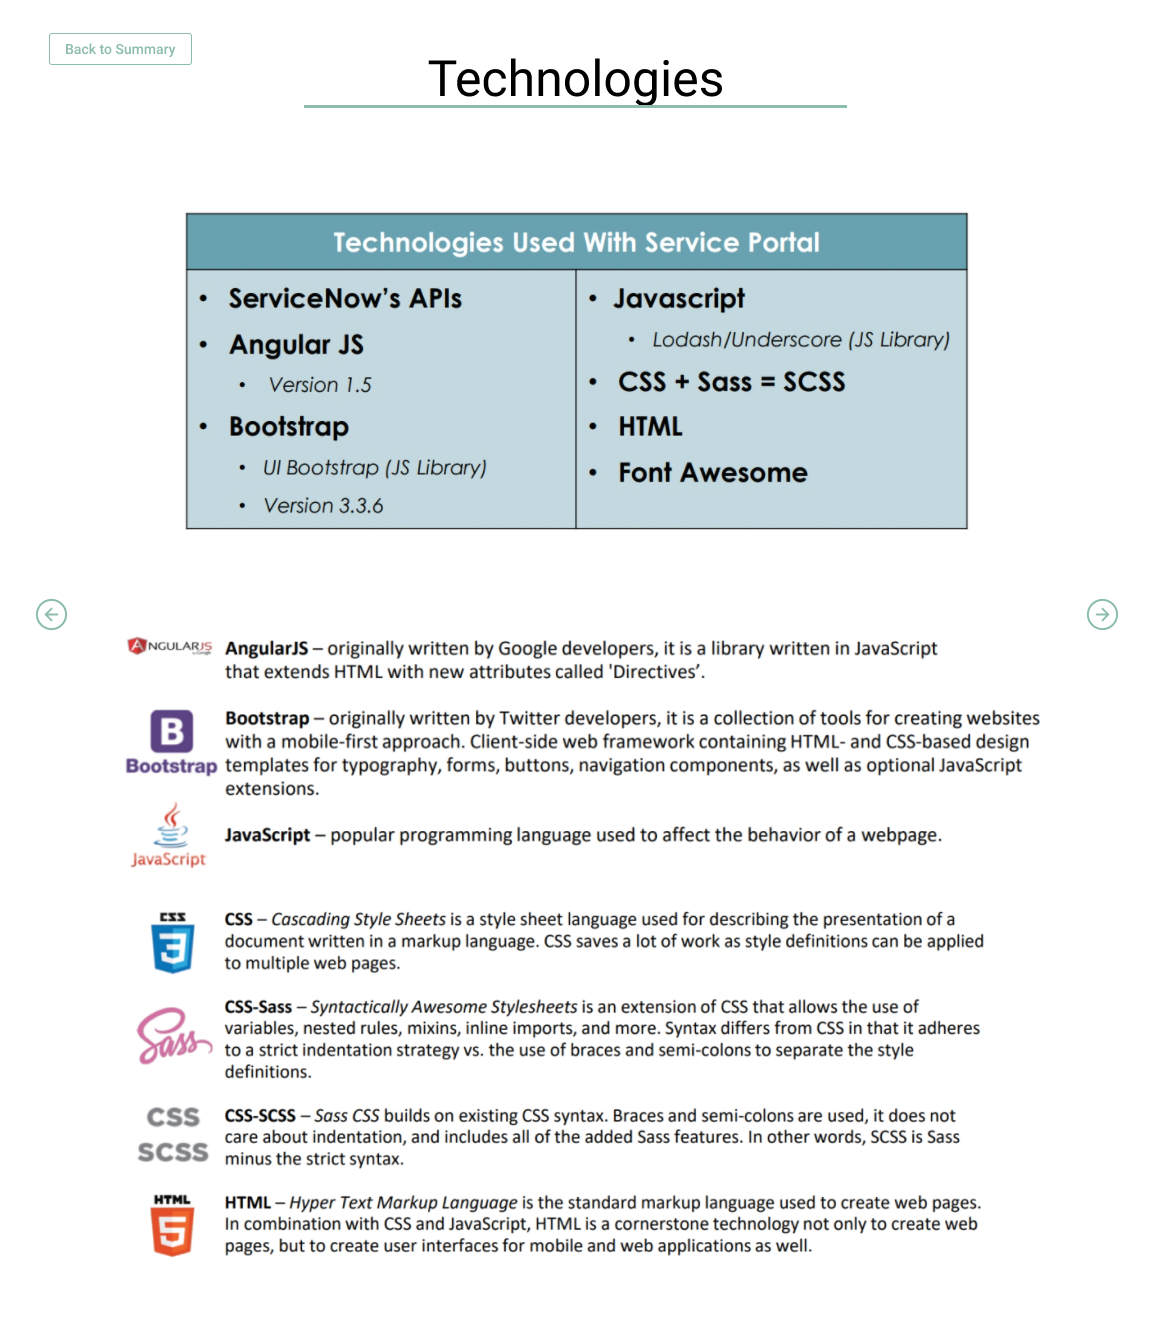 Back to Summary
Technologies
Technologies Used With Service Portal
• ServiceNow's APIs
• Angular JS
• Version 1.5
• Bootstrap
• UI Bootstrap (JS Library)
• Version 3.3.6
• Javascript
• Lodash/Underscore (JS Library)
• CSS + Sass = SCSS
• HTML
• Font Awesome
ANGULARJS
AngularJS – originally written by Google developers, it is a library written in JavaScript
that extends HTML with new attributes called 'Directives’.
B
Bootstrap
Bootstrap – originally written by Twitter developers, it is a collection of tools for creating websites
with a mobile-first approach. Client-side web framework containing HTML- and CSS-based design
templates for typography, forms, buttons, navigation components, as well as optional JavaScript
extensions.
JavaScript
JavaScript – popular programming language used to affect the behavior of a webpage.
CSS
3
CSS – Cascading Style Sheets is a style sheet language used for describing the presentation of a
document written in a markup language. CSS saves a lot of work as style definitions can be applied
to multiple web pages.
Sass
CSS-Sass – Syntactically Awesome Stylesheets is an extension of CSS that allows the use of
variables, nested rules, mixins, inline imports, and more. Syntax differs from CSS in that it adheres
to a strict indentation strategy vs. the use of braces and semi-colons to separate the style
definitions.
CSS
SCSS
CSS-SCSS – Sass CSS builds on existing CSS syntax. Braces and semi-colons are used, it does not
care about indentation, and includes all of the added Sass features. In other words, SCSS is Sass
minus the strict syntax.
HTML
5
HTML – Hyper Text Markup Language is the standard markup language used to create web pages.
In combination with CSS and JavaScript, HTML is a cornerstone technology not only to create web
pages, but to create user interfaces for mobile and web applications as well.